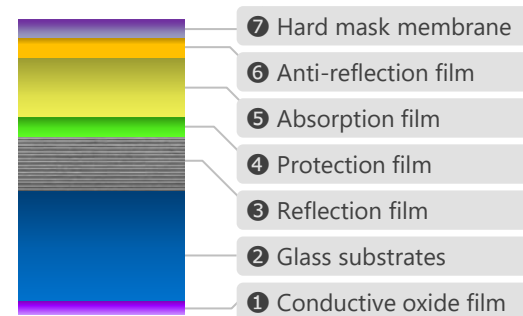 ❼ Hard mask membrane
❻ Anti-reflection film
❺ Absorption film
❹ Protection film
❸ Reflection film
❷ Glass substrates
❶ Conductive oxide film